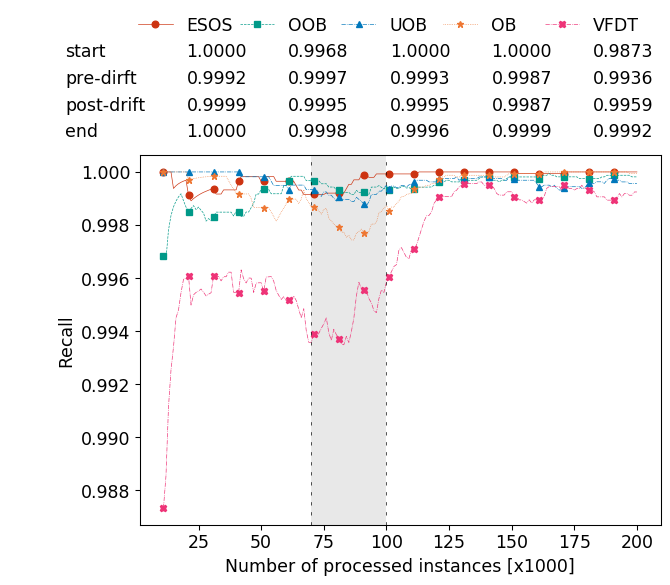 ESOS OOB UOB OB VFDT
start 1.0000 0.9968 1.0000 1.0000 0.9873
pre-dirft 0.9992 0.9997 0.9993 0.9987 0.9936
post-drift 0.9999 0.9995 0.9995 0.9987 0.9959
end 1.0000 0.9998 0.9996 0.9999 0.9992
1.000
0.998
0.996
0.994
0.992
0.990
0.988
Recall
25 50 75 100 125 150 175 200
Number of processed instances [x1000]